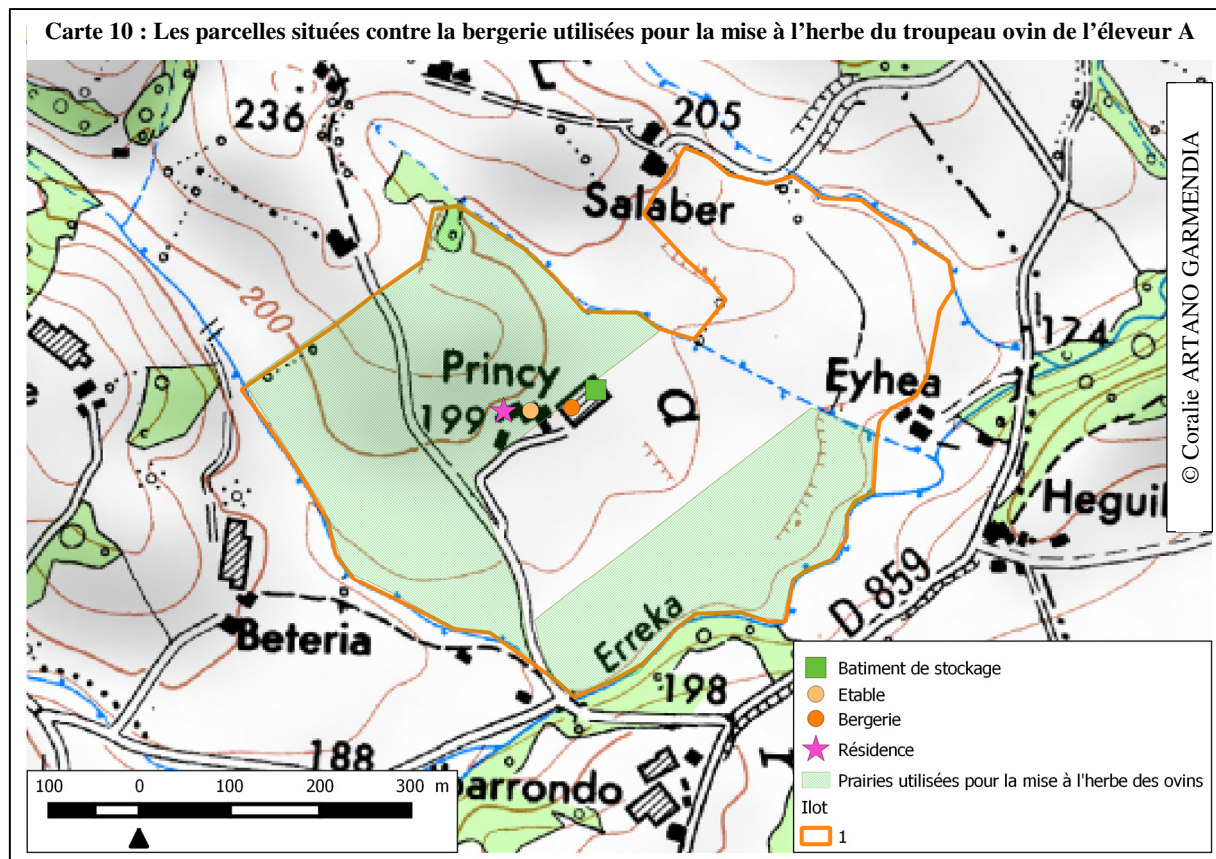 Carte 10 : Les parcelles situées contre la bergerie utilisées pour la mise à l'herbe du troupeau ovin de l'éleveur A
236
205
Salaber
200
Princy
199
Eyhea
174
Heguil
© Coralie ARTANO GARMENDIA
D 859
Erreka
Beteria
198
188
barrondo
Batiment de stockage
Etable
Bergerie
Résidence
Prairies utilisées pour la mise à l'herbe des ovins
Ilot
1
100 0 100 200 300 m